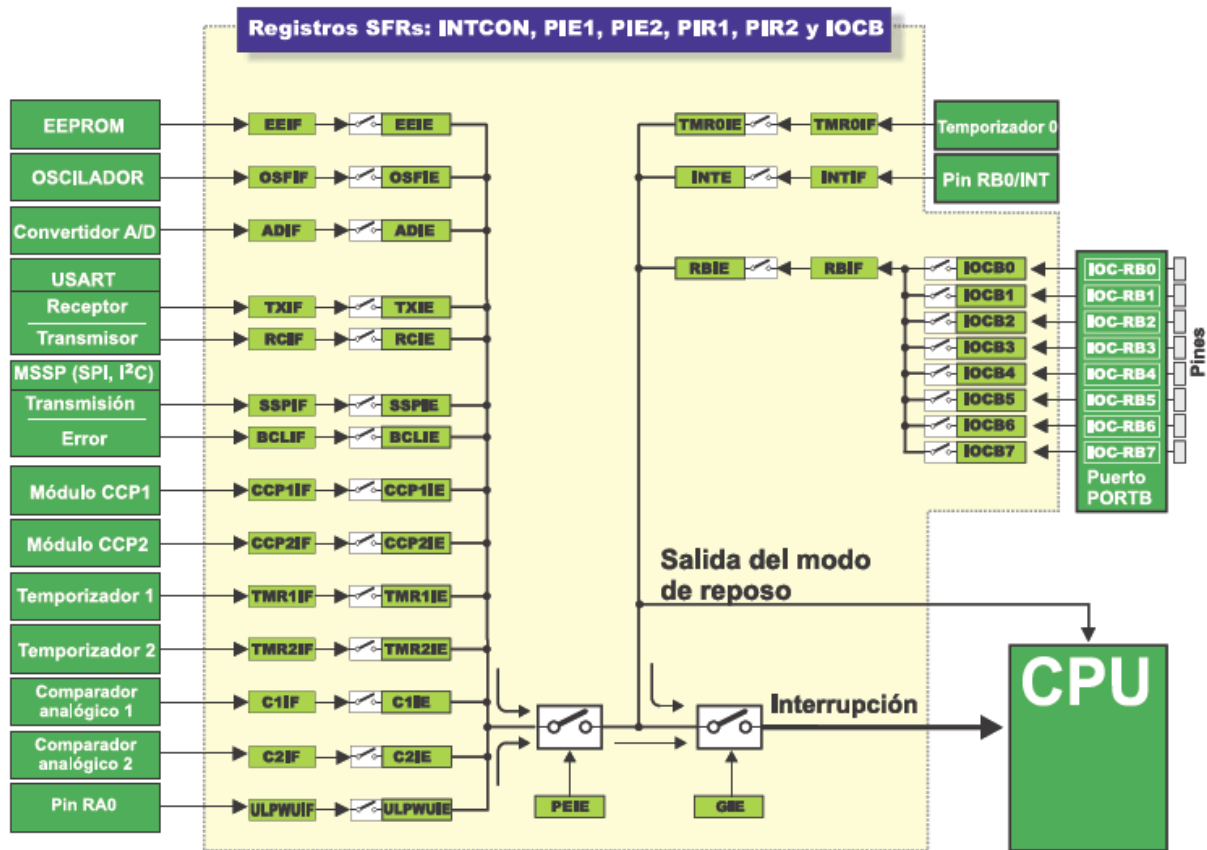 Registros SFRs: INTCON, PIE1, PIE2, PIR1, PIR2 y IOCB
EEPROM
EEIF
EEIE
OSCILADOR
OSFIF
OSFIE
Convertidor A/D
ADIF
ADIE
USART
Receptor
TXIF
TXIE
Transmisor
RCIF
RCIE
MSSP (SPI, I²C)
Transmisión
SSPIF
SSPIE
Error
BCLIF
BCLIE
Módulo CCP1
CCP1IF
CCP1IE
Módulo CCP2
CCP2IF
CCP2IE
Temporizador 1
TMR1IF
TMR1IE
Temporizador 2
TMR2IF
TMR2IE
Comparador
analógico 1
C1IF
C1IE
Comparador
analógico 2
C2IF
C2IE
Pin RA0
ULPWUIF
ULPWUIE
PEIE
GIE
TMR0IE
TMR0IF
Temporizador 0
INTE
INTIF
Pin RB0/INT
RBIE
RBIF
IOCB0
IOC-RB0
IOCB1
IOC-RB1
IOCB2
IOC-RB2
IOCB3
IOC-RB3
IOCB4
IOC-RB4
IOCB5
IOC-RB5
IOCB6
IOC-RB6
IOCB7
IOC-RB7
Puerto
PORTB
Pines
Salida del modo
de reposo
Interrupción
CPU